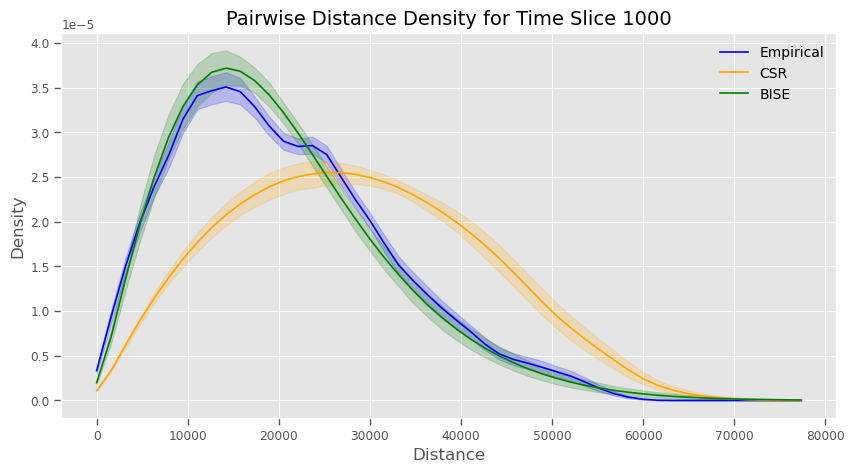 Pairwise Distance Density for Time Slice 1000
1e−5
4.0
3.5
3.0
2.5
2.0
1.5
1.0
0.5
0.0
Density
Empirical
CSR
BISE
0 10000 20000 30000 40000 50000 60000 70000 80000
Distance